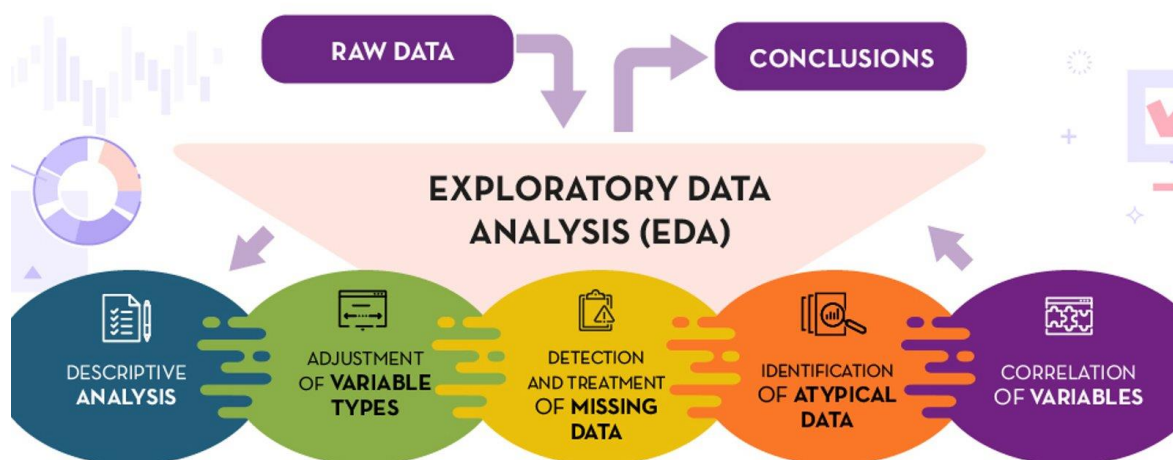 RAW DATA
CONCLUSIONS
EXPLORATORY DATA
ANALYSIS (EDA)
DESCRIPTIVE
ANALYSIS
ADJUSTMENT
OF VARIABLE
TYPES
DETECTION
AND TREATMENT
OF MISSING
DATA
IDENTIFICATION
OF ATYPICAL
DATA
CORRELATION
OF VARIABLES